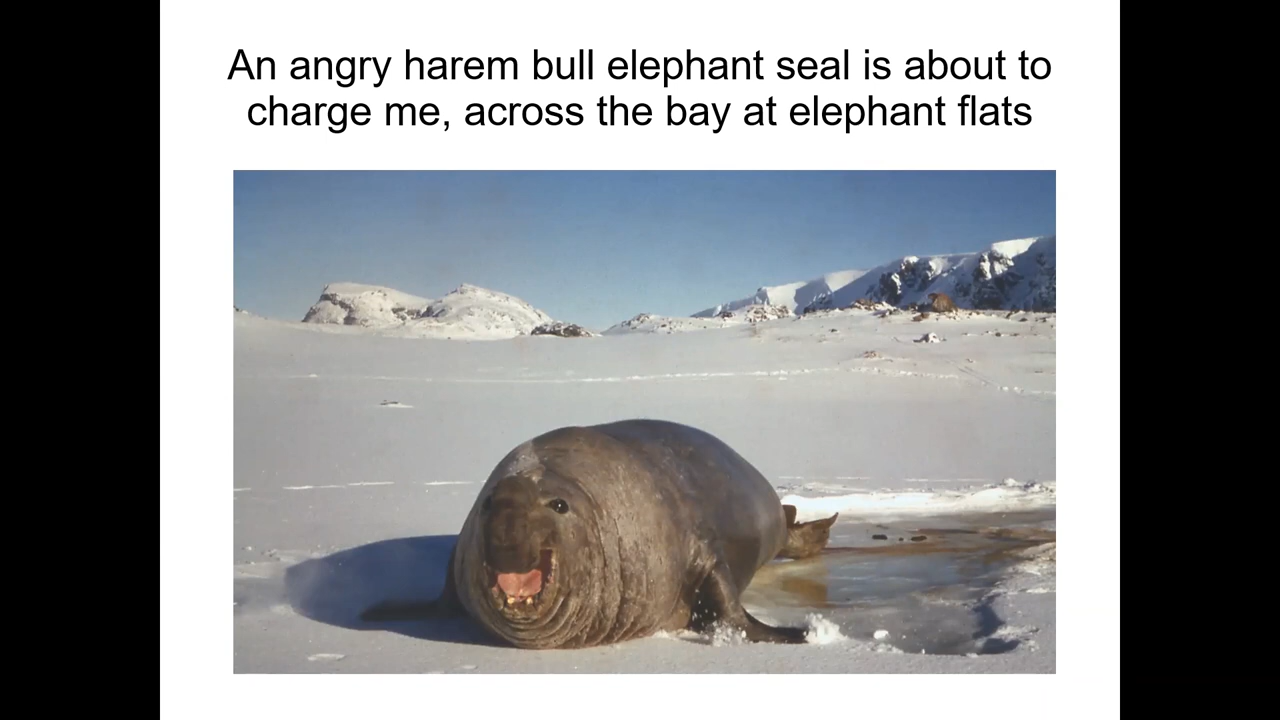 An angry harem bull elephant seal is about to
charge me, across the bay at elephant flats